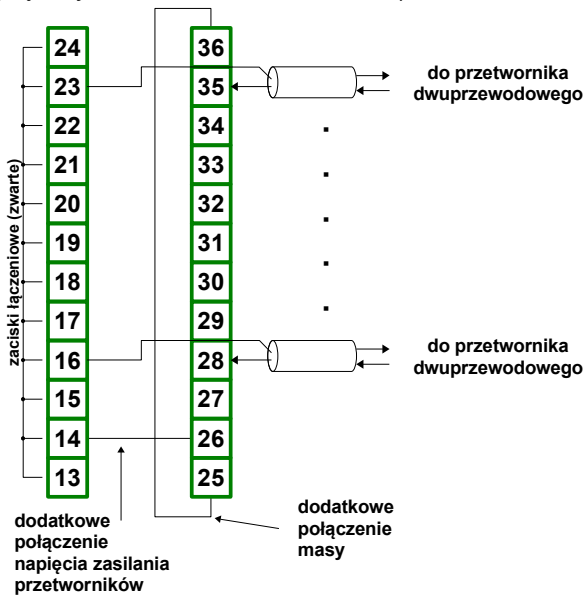 24
36
23
35
do przetwornika
dwuprzewodowego
22
34
21
33
20
32
19
31
18
30
17
29
16
28
do przetwornika
dwuprzewodowego
15
27
14
26
13
25
zaciski łączeniowe (zwarte)
dodatkowe
połączenie
napięcia zasilania
przetworników
dodatkowe
połączenie
masy